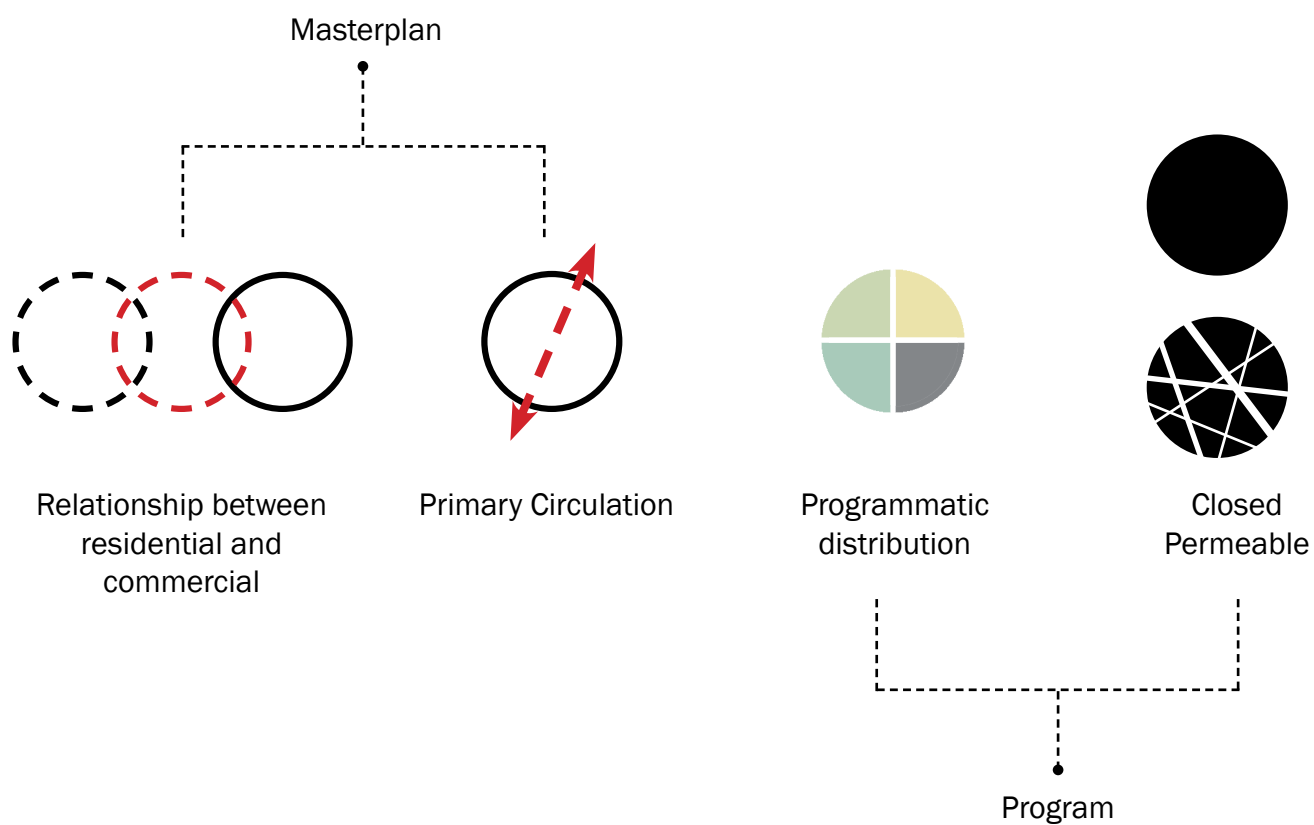 Masterplan
Relationship between
residential and
commercial
Primary Circulation
Programmatic
distribution
Closed
Permeable
Program